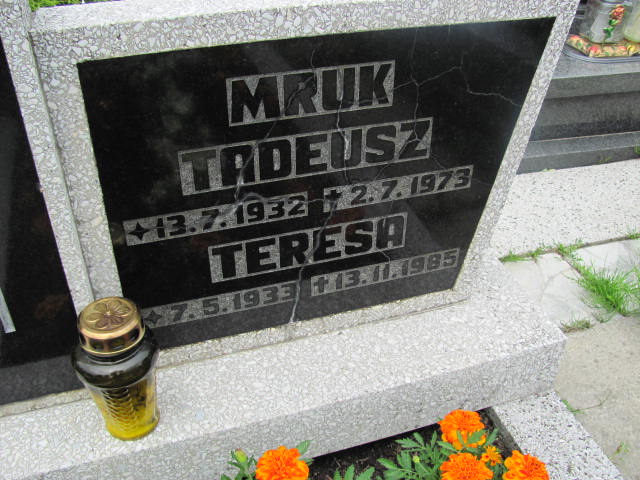 MRUK
TADEUSZ
✦13.7.1932 ✝2.7.1973
TERESA
✦7.5.1933 ✝13.11.1985